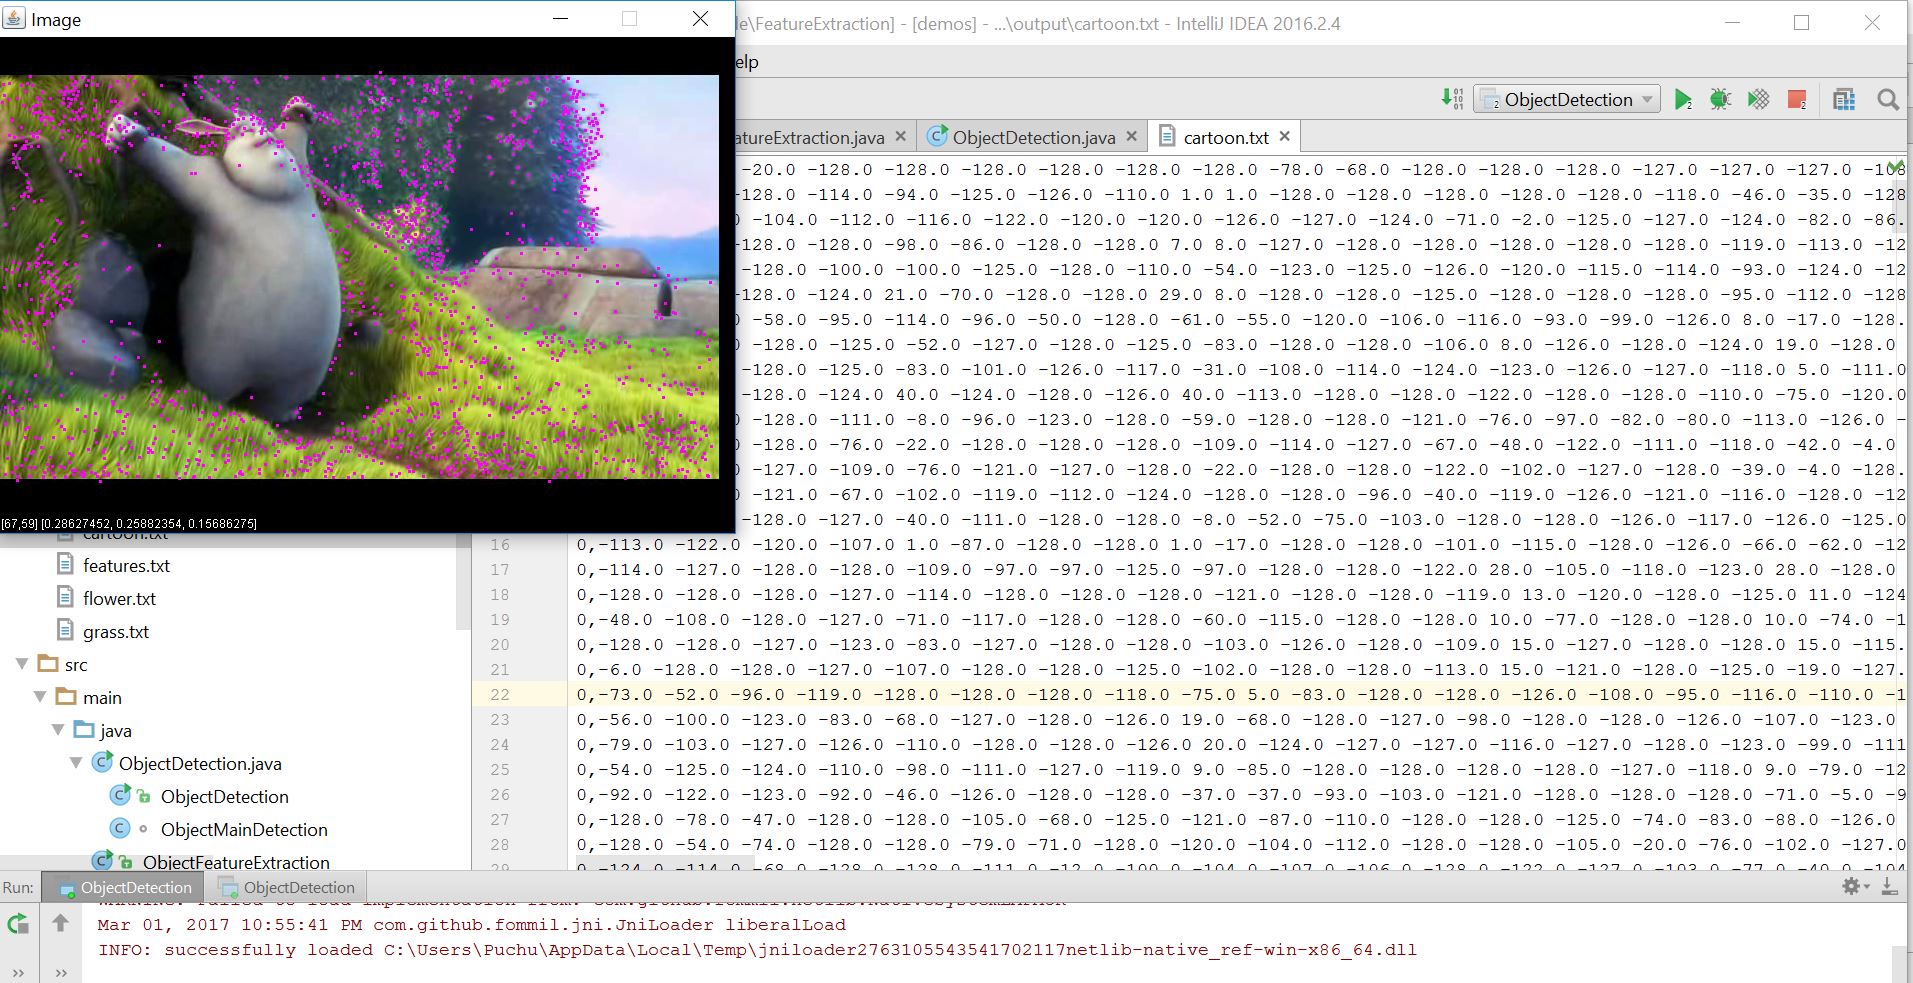 Image
le\FeatureExtraction] - [demos] - ...\output\cartoon.txt - IntelliJ IDEA 2016.2.4
elp
ObjectDetection
atureExtraction.java
ObjectDetection.java
cartoon.txt
-20.0 -128.0 -128.0 -128.0 -128.0 -128.0 -78.0 -68.0 -128.0 -128.0 -128.0 -127.0 -127.0 -127.0 -108
128.0 -114.0 -94.0 -125.0 -126.0 -110.0 1.0 1.0 -128.0 -128.0 -128.0 -128.0 -128.0 -118.0 -46.0 -35.0 -128
-104.0 -112.0 -116.0 -122.0 -120.0 -120.0 -126.0 -127.0 -124.0 -71.0 -2.0 -125.0 -127.0 -124.0 -82.0 -86.
128.0 -128.0 -98.0 -86.0 -128.0 -128.0 7.0 8.0 -127.0 -128.0 -128.0 -128.0 -119.0 -113.0 -12
128.0 -100.0 -100.0 -125.0 -128.0 -110.0 -54.0 -123.0 -125.0 -126.0 -120.0 -115.0 -114.0 -93.0 -124.0 -12
128.0 -124.0 21.0 -70.0 -128.0 -128.0 29.0 8.0 -128.0 -128.0 -125.0 -128.0 -128.0 -128.0 -95.0 -112.0 -128
-58.0 -95.0 -114.0 -96.0 -50.0 -128.0 -61.0 -55.0 -120.0 -106.0 -116.0 -93.0 -99.0 -126.0 8.0 -17.0 -128.
-128.0 -125.0 -52.0 -127.0 -128.0 -125.0 -83.0 -128.0 -128.0 -106.0 8.0 -126.0 -128.0 -124.0 19.0 -128.0
-128.0 -125.0 -83.0 -101.0 -126.0 -117.0 -31.0 -108.0 -114.0 -124.0 -123.0 -126.0 -127.0 -118.0 5.0 -111.0
-128.0 -124.0 40.0 -124.0 -128.0 -126.0 40.0 -113.0 -128.0 -128.0 -122.0 -128.0 -128.0 -110.0 -75.0 -120.0
-128.0 -111.0 -8.0 -96.0 -123.0 -128.0 -59.0 -128.0 -128.0 -121.0 -76.0 -97.0 -82.0 -80.0 -113.0 -126.0 -
-128.0 -76.0 -22.0 -128.0 -128.0 -128.0 -109.0 -114.0 -127.0 -67.0 -48.0 -122.0 -111.0 -118.0 -42.0 -4.0
-127.0 -109.0 -76.0 -121.0 -127.0 -128.0 -22.0 -128.0 -128.0 -122.0 -102.0 -127.0 -128.0 -39.0 -4.0 -128.
-121.0 -67.0 -102.0 -119.0 -112.0 -124.0 -128.0 -128.0 -96.0 -40.0 -119.0 -126.0 -121.0 -116.0 -128.0 -12
-128.0 -127.0 -40.0 -111.0 -128.0 -128.0 -8.0 -52.0 -75.0 -103.0 -128.0 -128.0 -126.0 -117.0 -126.0 -125.0
[67,59] [0.28627452, 0.25882354, 0.15686275]
cartoon.txt
16 0,-113.0 -122.0 -120.0 -107.0 1.0 -87.0 -128.0 -128.0 1.0 -17.0 -128.0 -128.0 -101.0 -115.0 -128.0 -126.0 -66.0 -62.0 -12
features.txt
17 0,-114.0 -127.0 -128.0 -128.0 -109.0 -97.0 -97.0 -125.0 -97.0 -128.0 -128.0 -122.0 28.0 -105.0 -118.0 -123.0 28.0 -128.0
flower.txt
18 0,-128.0 -128.0 -128.0 -127.0 -114.0 -128.0 -128.0 -128.0 -121.0 -128.0 -128.0 -119.0 13.0 -120.0 -128.0 -125.0 11.0 -124
19 0,-48.0 -108.0 -128.0 -127.0 -71.0 -117.0 -128.0 -128.0 -60.0 -115.0 -128.0 -128.0 10.0 -77.0 -128.0 -128.0 10.0 -74.0 -1
grass.txt
20 0,-128.0 -128.0 -127.0 -123.0 -83.0 -127.0 -128.0 -128.0 -103.0 -126.0 -128.0 -109.0 15.0 -127.0 -128.0 -128.0 15.0 -115.
src
21 0,-6.0 -128.0 -128.0 -127.0 -107.0 -128.0 -128.0 -125.0 -102.0 -128.0 -128.0 -113.0 15.0 -121.0 -128.0 -125.0 -19.0 -127.
main
22 0,-73.0 -52.0 -96.0 -119.0 -128.0 -128.0 -128.0 -118.0 -75.0 5.0 -83.0 -128.0 -128.0 -126.0 -108.0 -95.0 -116.0 -110.0 -1
java
23 0,-56.0 -100.0 -123.0 -83.0 -68.0 -127.0 -128.0 -126.0 19.0 -68.0 -128.0 -127.0 -98.0 -128.0 -128.0 -126.0 -107.0 -123.0
24 0,-79.0 -103.0 -127.0 -126.0 -110.0 -128.0 -128.0 -126.0 20.0 -124.0 -127.0 -127.0 -116.0 -127.0 -128.0 -123.0 -99.0 -111
ObjectDetection.java
25 0,-54.0 -125.0 -124.0 -110.0 -98.0 -111.0 -127.0 -119.0 9.0 -85.0 -128.0 -128.0 -128.0 -128.0 -127.0 -118.0 9.0 -79.0 -12
ObjectDetection
26 0,-92.0 -122.0 -123.0 -92.0 -46.0 -126.0 -128.0 -128.0 -37.0 -37.0 -93.0 -103.0 -121.0 -128.0 -128.0 -128.0 -71.0 -5.0 -9
ObjectMainDetection
27 0,-128.0 -78.0 -47.0 -128.0 -128.0 -105.0 -68.0 -125.0 -121.0 -87.0 -110.0 -128.0 -128.0 -125.0 -74.0 -83.0 -88.0 -126.0
28 0,-128.0 -54.0 -74.0 -128.0 -128.0 -79.0 -71.0 -128.0 -120.0 -104.0 -112.0 -128.0 -128.0 -105.0 -20.0 -76.0 -102.0 -127
ObjectFeatureExtraction
29 0,-124.0 -114.0 -68.0 -128.0 -128.0 -111.0 -12.0 -100.0 -104.0 -107.0 -106.0 -128.0 -122.0 -127.0 -103.0 -77.0 -40.0 -104
Run: ObjectDetection ObjectDetection
WARNING: Failed to load implementation from: com.github.fommil.netlib.NativeSystemLAPACK
Mar 01, 2017 10:55:41 PM com.github.fommil.jni.JniLoader liberalLoad
INFO: successfully loaded C:\Users\Puchu\AppData\Local\Temp\jniloader2763105543541702117netlib-native_ref-win-x86_64.dll